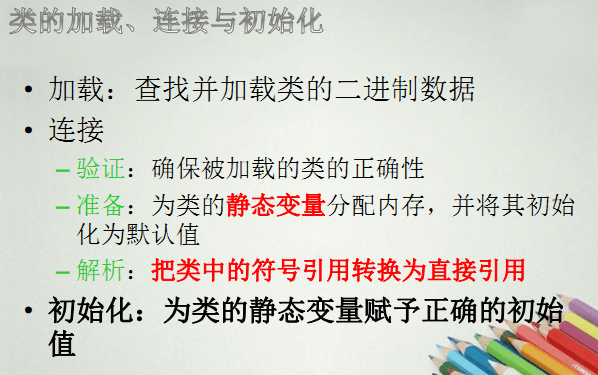 类的加载、连接与初始化
• 加载：查找并加载类的二进制数据
• 连接
– 验证：确保被加载的类的正确性
– 准备：为类的静态变量分配内存，并将其初始
化为默认值
– 解析：把类中的符号引用转换为直接引用
• 初始化：为类的静态变量赋予正确的初始
值